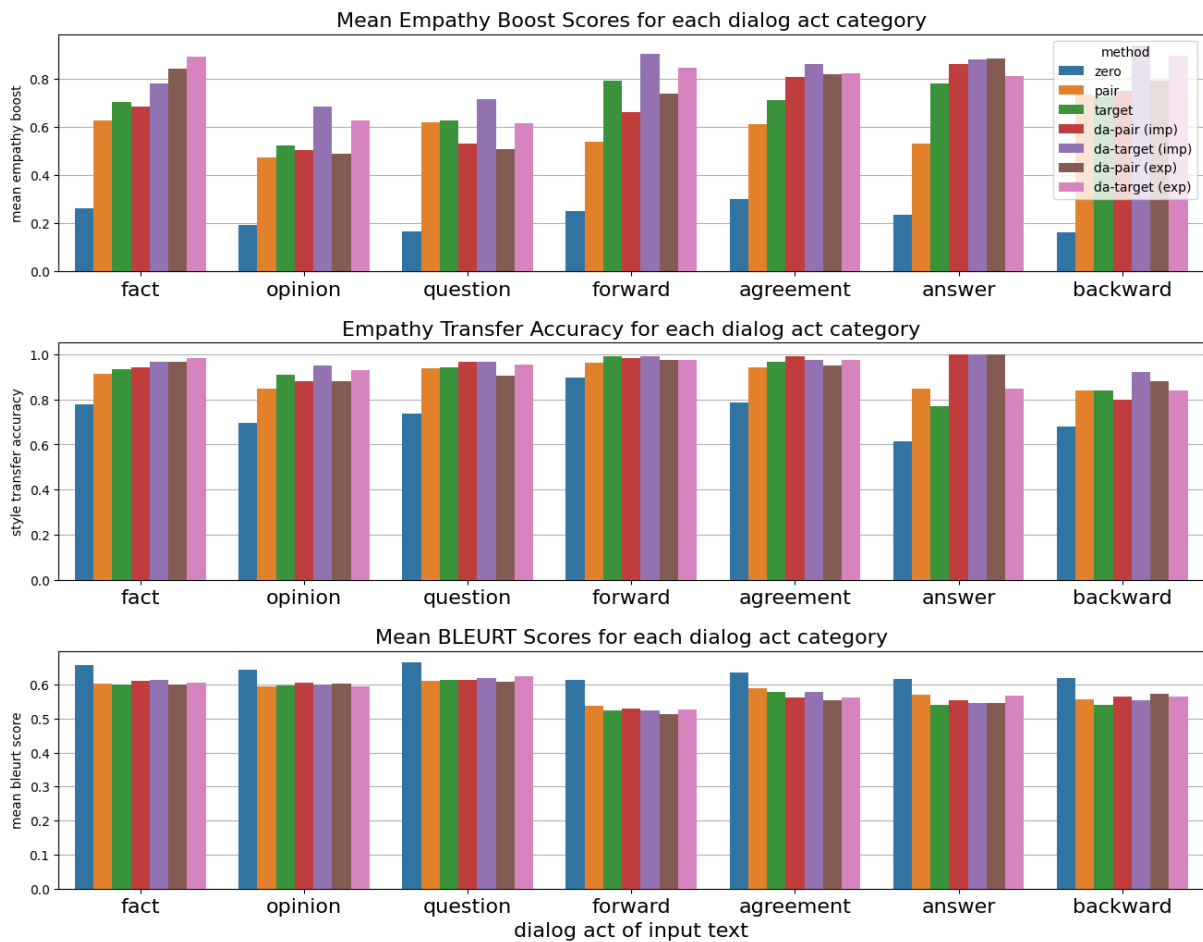 Mean Empathy Boost Scores for each dialog act category
mean empathy boost
0.8
0.6
0.4
0.2
0.0
method
zero
pair
target
da-pair (imp)
da-target (imp)
da-pair (exp)
da-target (exp)
fact opinion question forward agreement answer backward
Empathy Transfer Accuracy for each dialog act category
style transfer accuracy
1.0
0.8
0.6
0.4
0.2
0.0
fact opinion question forward agreement answer backward
Mean BLEURT Scores for each dialog act category
mean bleurt score
0.6
0.5
0.4
0.3
0.2
0.1
0.0
fact opinion question forward agreement answer backward
dialog act of input text